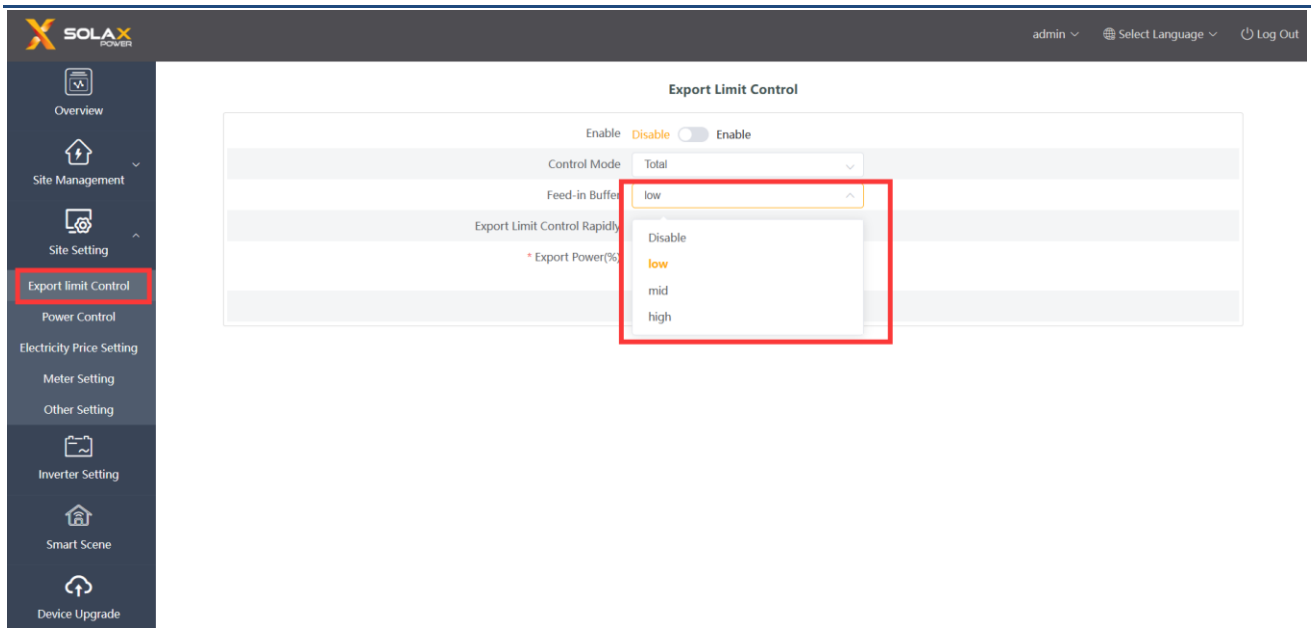 SOLAX
POWER
admin
Select Language
Log Out
Overview
Site Management
Site Setting
Export limit Control
Power Control
Electricity Price Setting
Meter Setting
Other Setting
Inverter Setting
Smart Scene
Device Upgrade
Export Limit Control
Enable Disable Enable
Control Mode Total
Feed-in Buffer low
Export Limit Control Rapidly
* Export Power(%)
Disable
low
mid
high